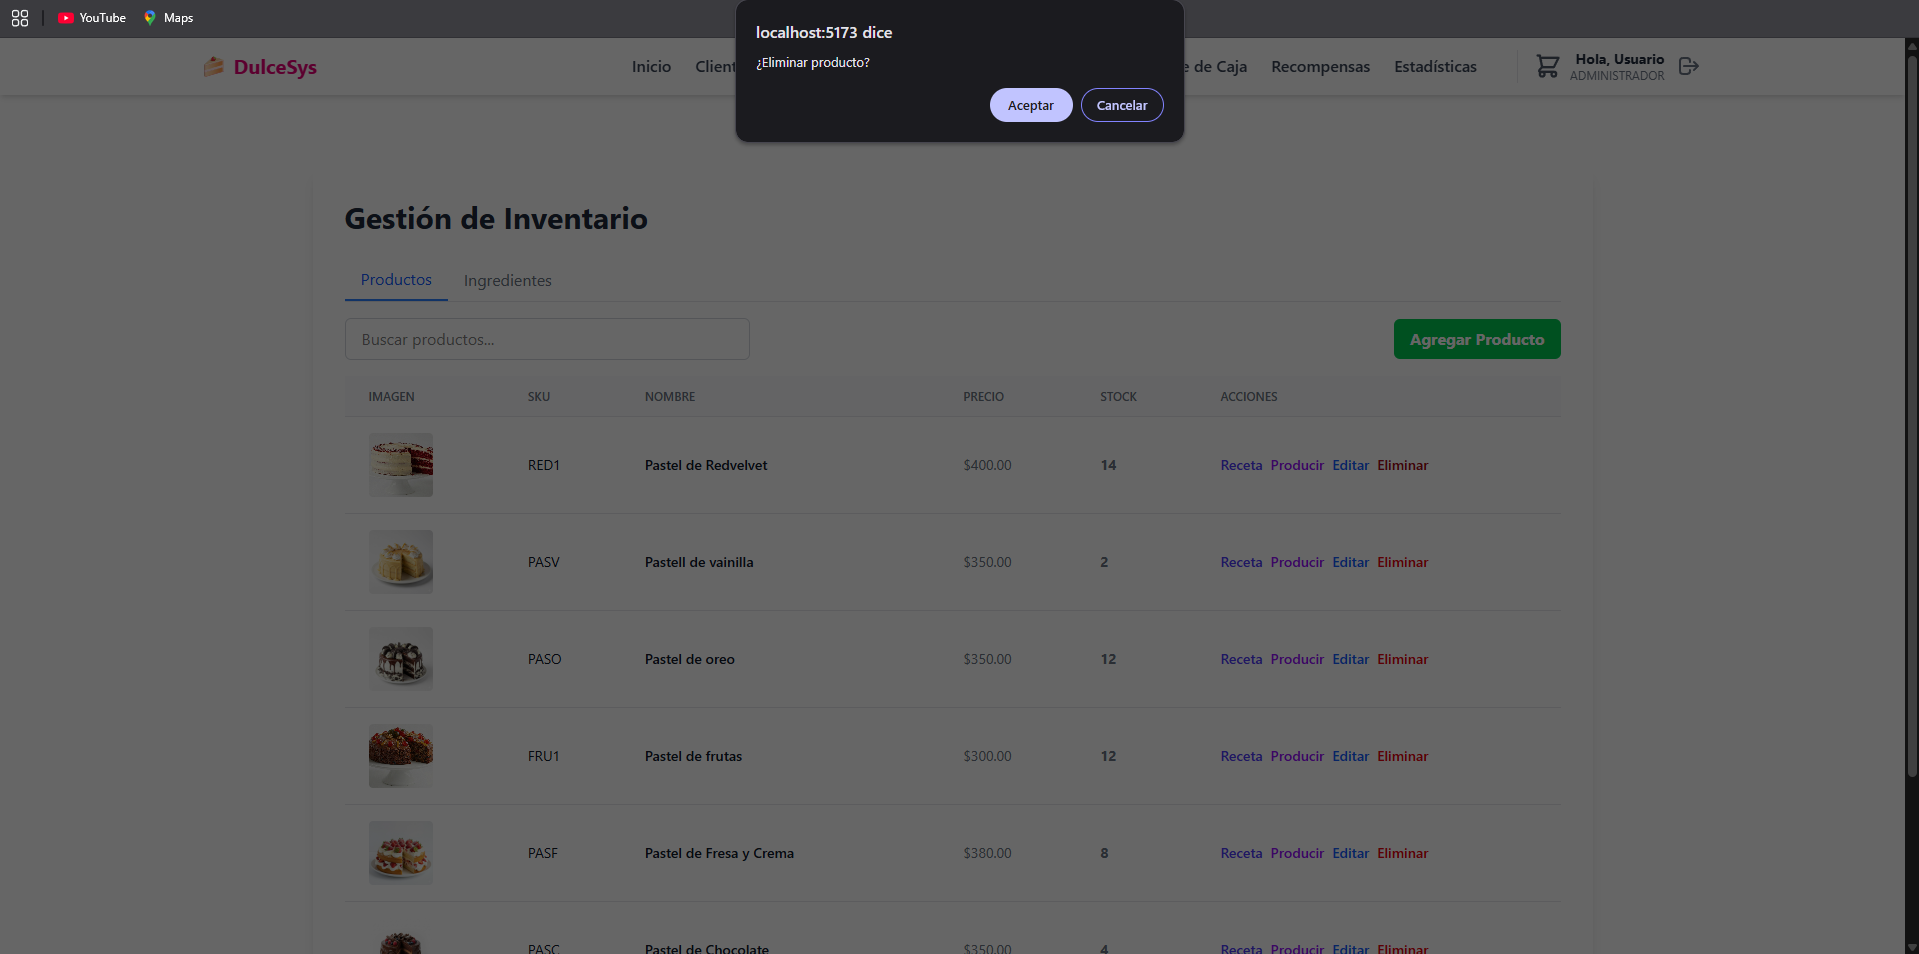 YouTube
Maps
localhost:5173 dice
¿Eliminar producto?
Aceptar
Cancelar
DulceSys
Inicio
Client
e de Caja
Recompensas
Estadísticas
Hola, Usuario
ADMINISTRADOR
Gestión de Inventario
Productos
Ingredientes
Buscar productos...
Agregar Producto
IMAGEN SKU NOMBRE PRECIO STOCK ACCIONES
RED1 Pastel de Redvelvet $400.00 14 Receta Producir Editar Eliminar
PASV Pastell de vainilla $350.00 2 Receta Producir Editar Eliminar
PASO Pastel de oreo $350.00 12 Receta Producir Editar Eliminar
FRU1 Pastel de frutas $300.00 12 Receta Producir Editar Eliminar
PASF Pastel de Fresa y Crema $380.00 8 Receta Producir Editar Eliminar
PASC Pastel de Chocolate $350.00 4 Receta Producir Editar Eliminar